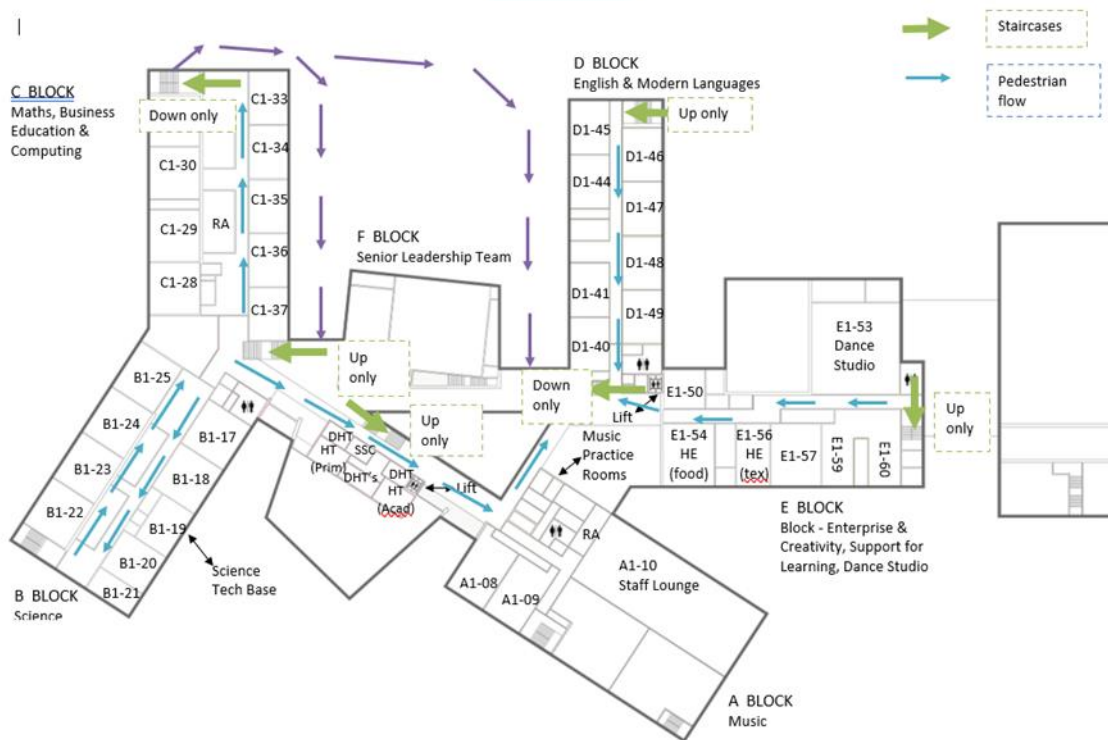 Staircases
Pedestrian
flow
C BLOCK
Maths, Business
Education &
Computing
Down only
C1-33
C1-34
C1-35
C1-36
C1-37
C1-30
C1-29
C1-28
RA
D BLOCK
English & Modern Languages
Up only
D1-45
D1-44
D1-41
D1-40
D1-46
D1-47
D1-48
D1-49
F BLOCK
Senior Leadership Team
Up
only
Up
only
Down
only
Lift
E1-53
Dance
Studio
E1-50
E1-54
HE
(food)
E1-56
HE
(tex)
E1-57
E1-59
E1-60
Up
only
E BLOCK
Block - Enterprise &
Creativity, Support for
Learning, Dance Studio
Music
Practice
Rooms
B1-25
B1-24
B1-23
B1-22
B1-17
B1-18
B1-19
B1-20
B1-21
B BLOCK
Science
Science
Tech Base
DHT
HT
(Prim)
SSC
DHT's
DHT
HT
(Acad)
Lift
RA
A1-10
Staff Lounge
A1-08
A1-09
A BLOCK
Music